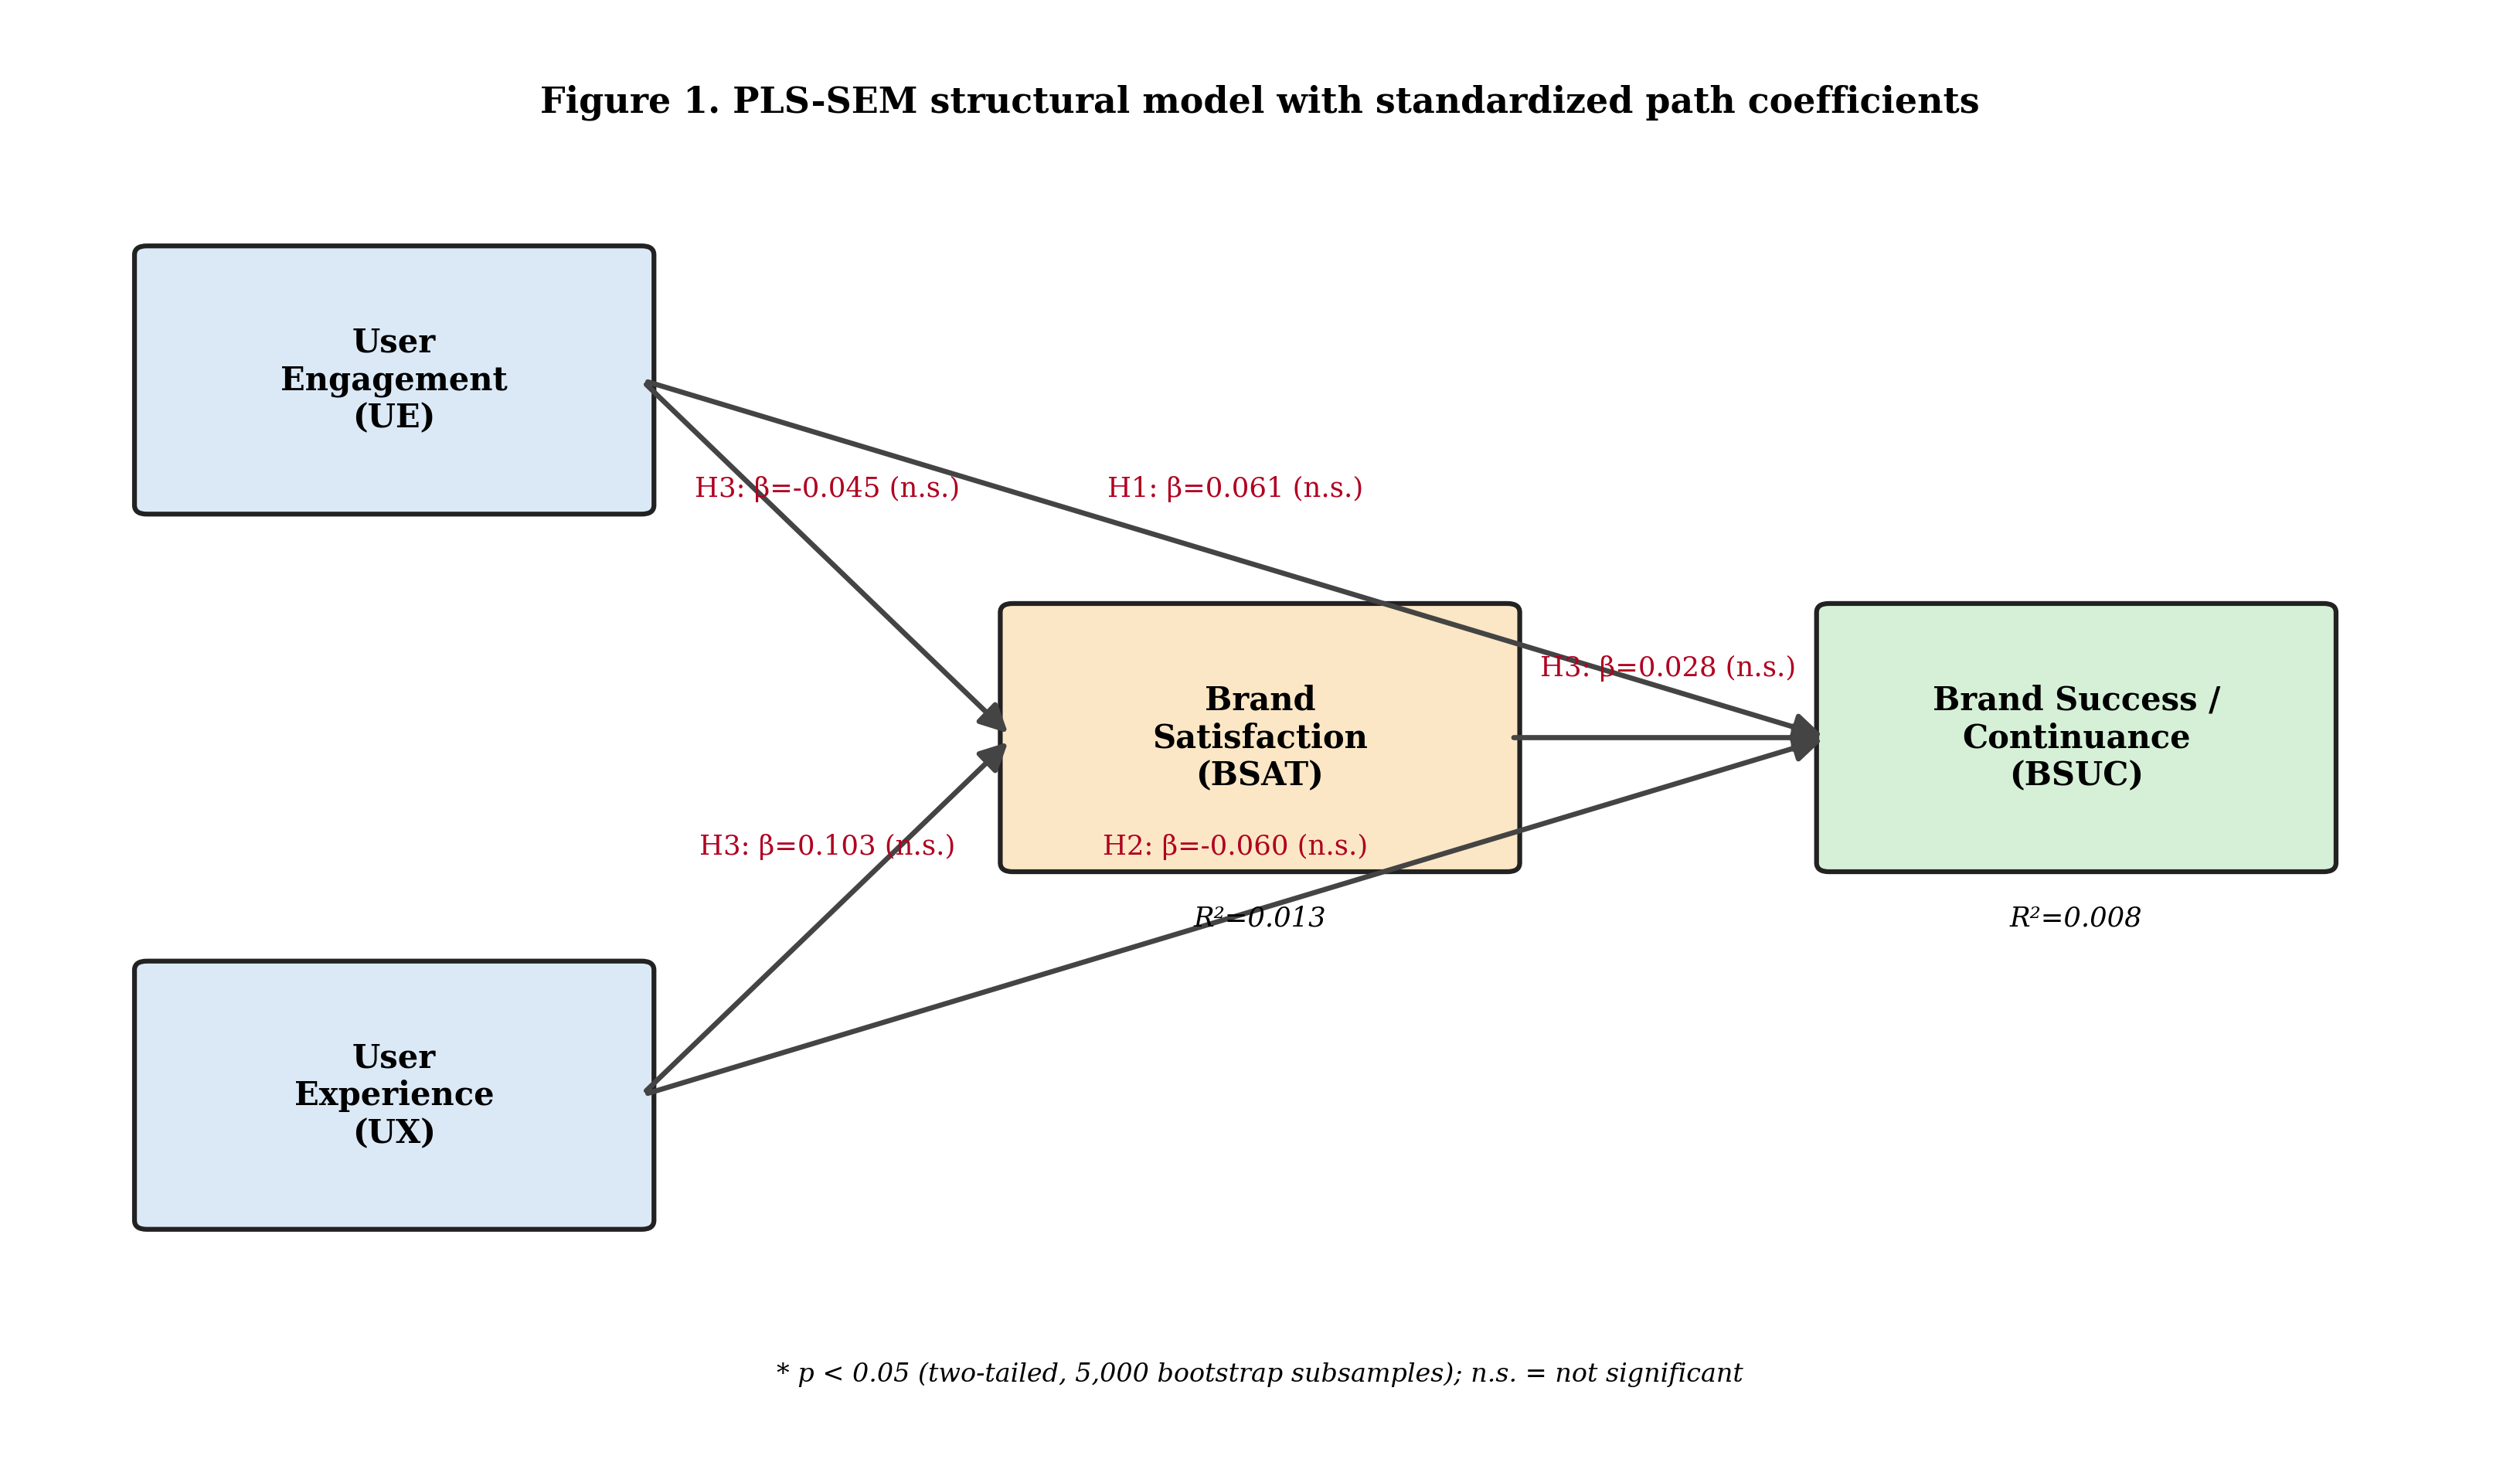 Figure 1. PLS-SEM structural model with standardized path coefficients
User
Engagement
(UE)
H3: β=-0.045 (n.s.)
H1: β=0.061 (n.s.)
H3: β=0.028 (n.s.)
Brand
Satisfaction
(BSAT)
Brand Success /
Continuance
(BSUC)
H3: β=0.103 (n.s.)
H2: β=-0.060 (n.s.)
R²=0.013
R²=0.008
User
Experience
(UX)
* p < 0.05 (two-tailed, 5,000 bootstrap subsamples); n.s. = not significant